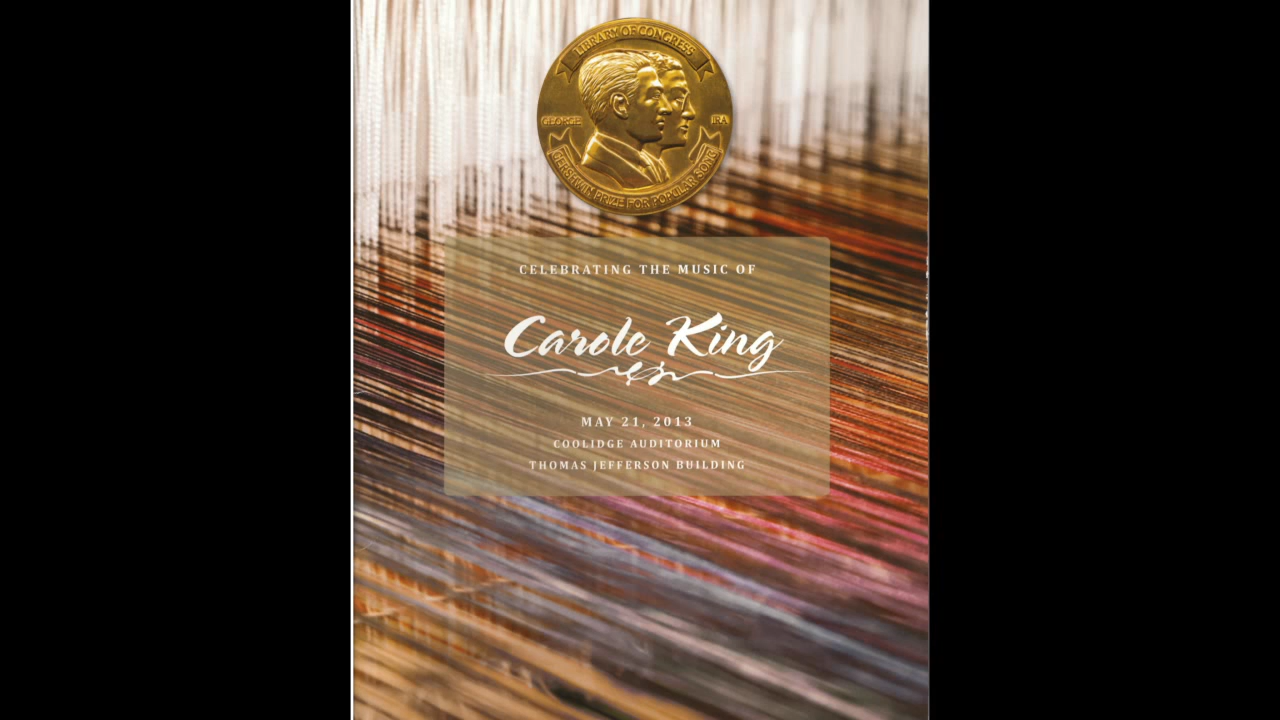 LIBRARY OF CONGRESS
GEORGE IRA
GERSHWIN PRIZE FOR POPULAR SONG
CELEBRATING THE MUSIC OF
Carole King
MAY 21, 2013
COOLIDGE AUDITORIUM
THOMAS JEFFERSON BUILDING